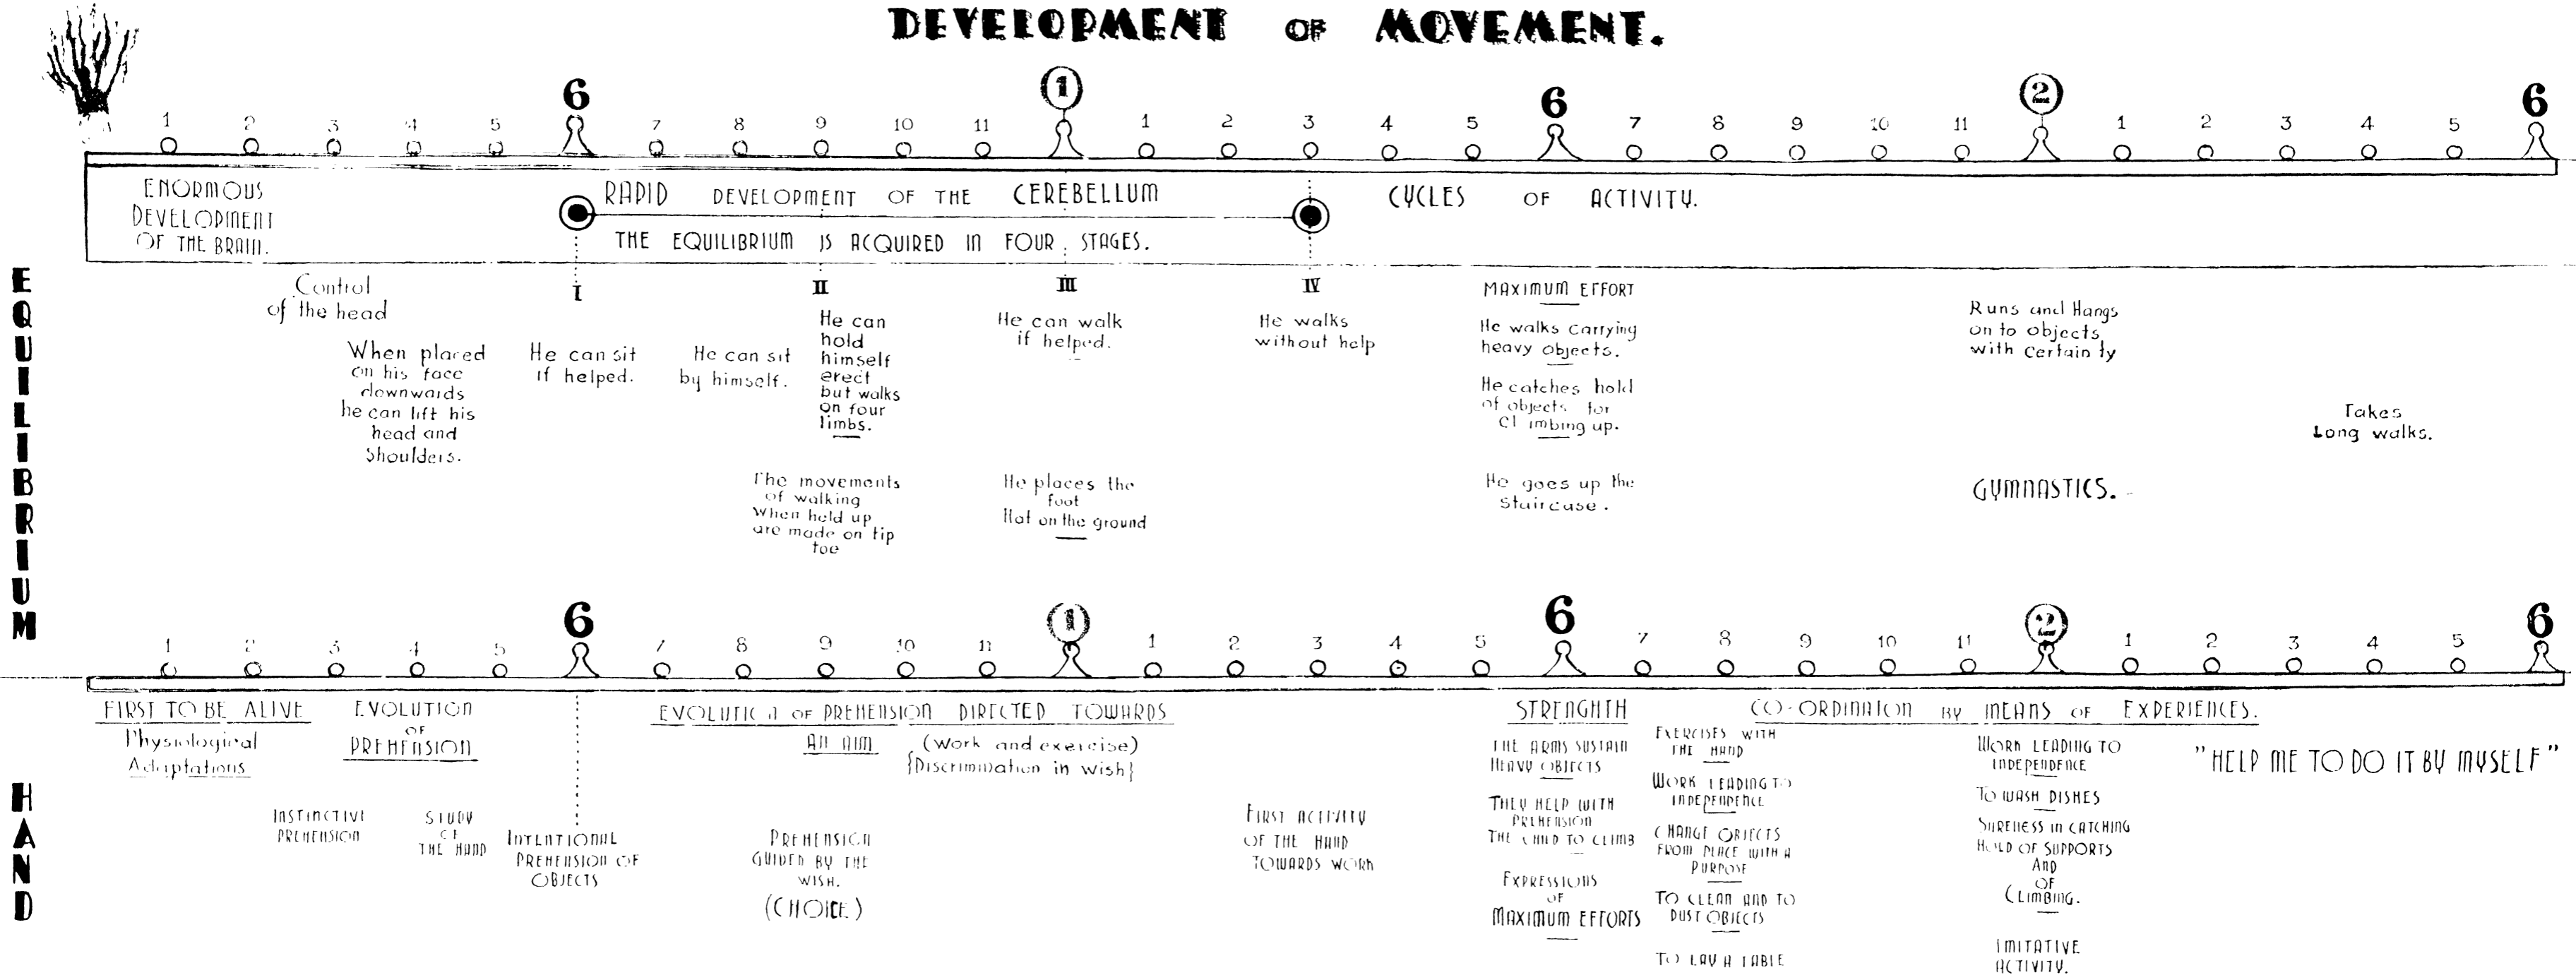 DEVELOPMENT OF MOVEMENT.
6 1 6 2 6
1 2 3 4 5 7 8 9 10 11 1 2 3 4 5 7 8 9 10 11 1 2 3 4 5
ENORMOUS
DEVELOPMENT
OF THE BRAIN.
RAPID DEVELOPMENT OF THE CEREBELLUM
THE EQUILIBRIUM IS ACQUIRED IN FOUR STAGES.
CYCLES OF ACTIVITY.
EQUILIBRIUM
Control
of the head
When placed
on his face
downwards
he can lift his
head and
shoulders.
I
He can sit
if helped.
He can sit
by himself.
II
He can
hold
himself
erect
but walks
on four
limbs.
The movements
of walking
when held up
are made on tip
toe
III
He can walk
if helped.
He places the
foot
flat on the ground
IV
He walks
without help
MAXIMUM EFFORT
He walks carrying
heavy objects.
He catches hold
of objects for
Climbing up.
He goes up the
staircase.
Runs and Hangs
on to objects
with certainty
GYMNASTICS.
Takes
Long walks.
6 1 6 2 6
1 2 3 4 5 7 8 9 10 11 1 2 3 4 5 7 8 9 10 11 1 2 3 4 5
HAND
FIRST TO BE ALIVE
Physiological
Adaptations
EVOLUTION
OF
PREHENSION
INSTINCTIVE
PREHENSION
STUDY
OF
THE HAND
INTENTIONAL
PREHENSION OF
OBJECTS
EVOLUTION OF PREHENSION DIRECTED TOWARDS
AN AIM (Work and exercise)
{Discrimination in wish}
PREHENSION
GUIDED BY THE
WISH.
(CHOICE)
FIRST ACTIVITY
OF THE HAND
TOWARDS WORK
STRENGHTH
THE ARMS SUSTAIN
HEAVY OBJECTS
THEY HELP WITH
PREHENSION
THE CHILD TO CLIMB
EXPRESSIONS
OF
MAXIMUM EFFORTS
CO-ORDINATION BY MEANS OF EXPERIENCES.
EXERCISES WITH
THE HAND
WORK LEADING TO
INDEPENDENCE
CHANGE OBJECTS
FROM PLACE WITH A
PURPOSE
TO CLEAN AND TO
DUST OBJECTS
TO LAY A TABLE
WORK LEADING TO
INDEPENDENCE
TO WASH DISHES
SURENESS IN CATCHING
HOLD OF SUPPORTS
AND
OF
CLIMBING.
IMITATIVE
ACTIVITY.
"HELP ME TO DO IT BY MYSELF"